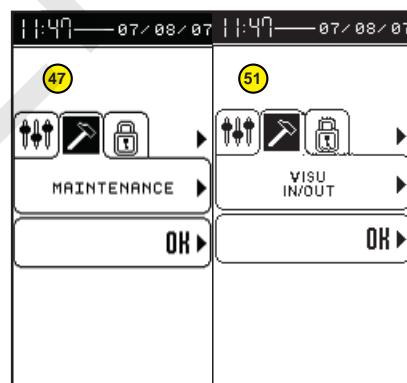 11:47 07/08/07
47
MAINTENANCE
OK
11:47 07/08/07
51
VISU
IN/OUT
OK